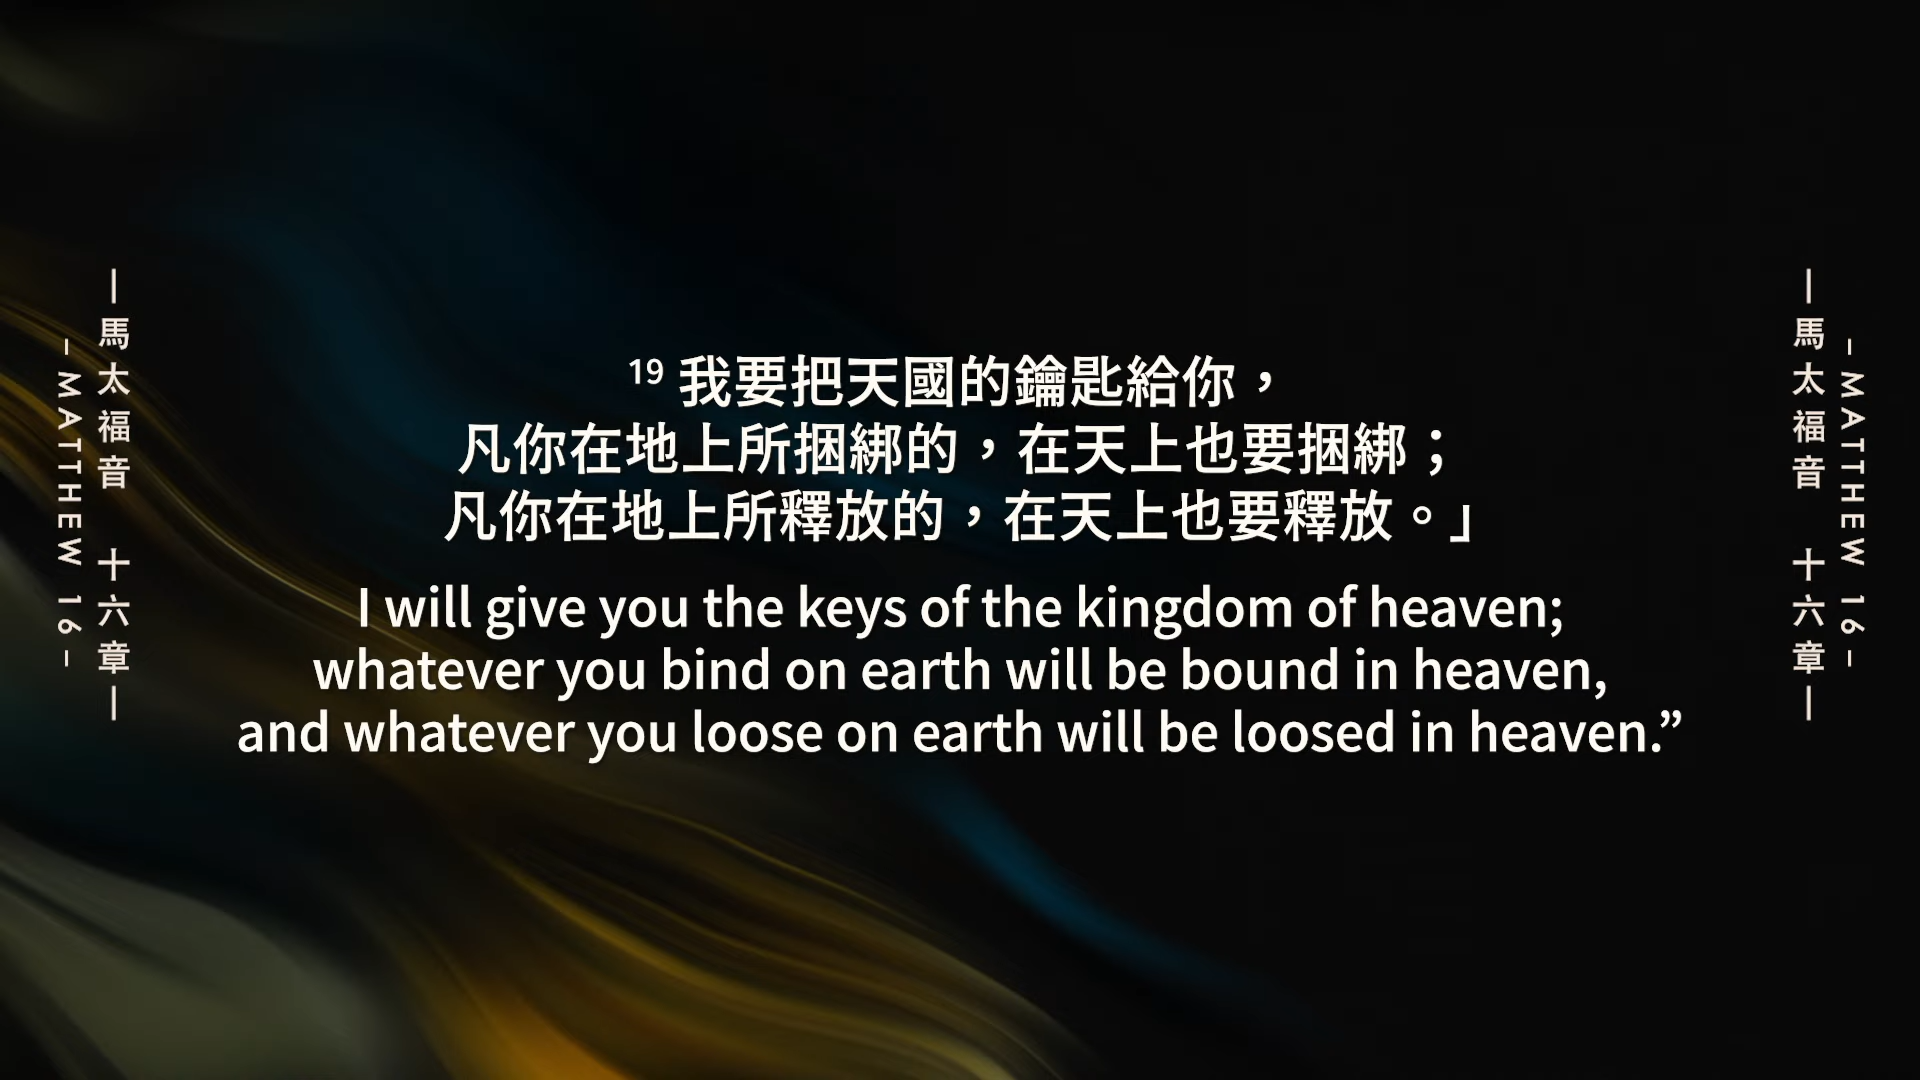 —馬太福音 十六章—
– MATTHEW 16 –
19 我要把天國的鑰匙給你，
凡你在地上所捆綁的，在天上也要捆綁；
凡你在地上所釋放的，在天上也要釋放。」
I will give you the keys of the kingdom of heaven;
whatever you bind on earth will be bound in heaven,
and whatever you loose on earth will be loosed in heaven.”
—馬太福音 十六章—
– MATTHEW 16 –